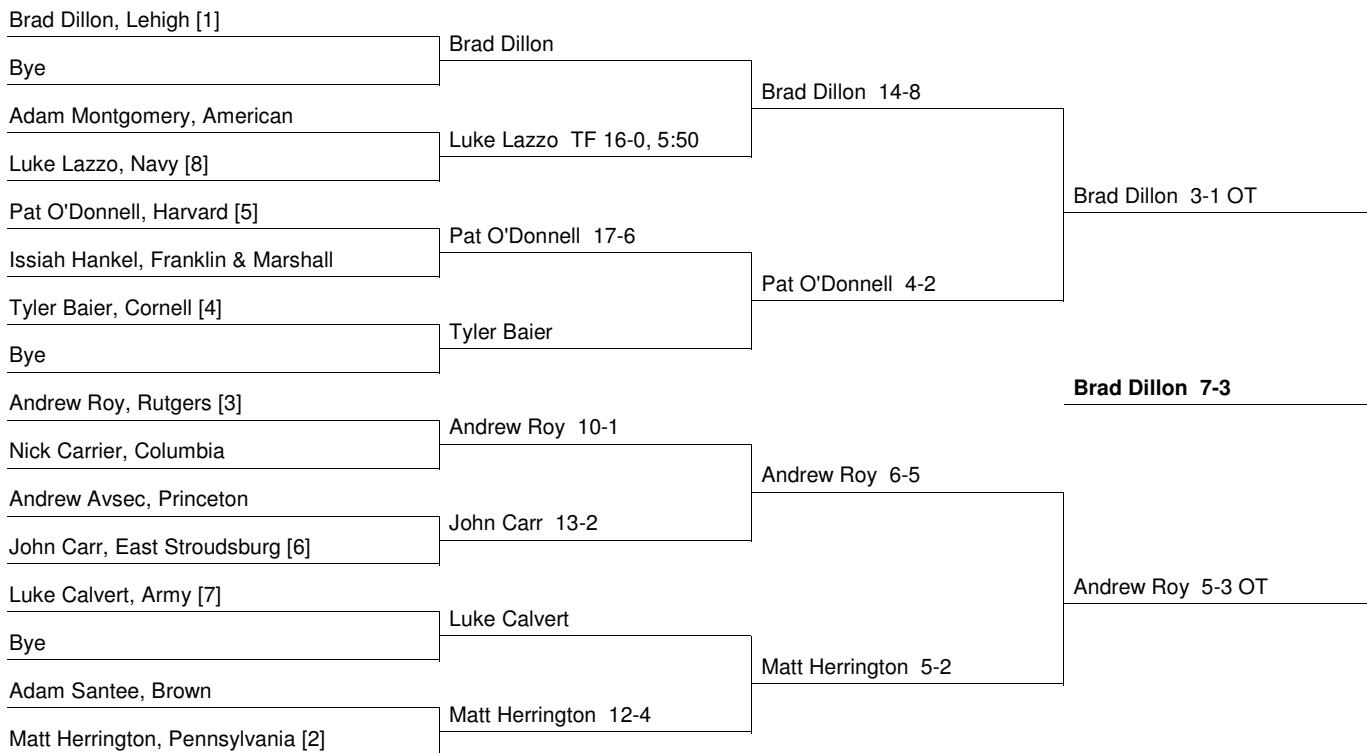 Brad Dillon, Lehigh [1]
Bye
Adam Montgomery, American
Luke Lazzo, Navy [8]
Pat O'Donnell, Harvard [5]
Issiah Hankel, Franklin & Marshall
Tyler Baier, Cornell [4]
Bye
Andrew Roy, Rutgers [3]
Nick Carrier, Columbia
Andrew Avsec, Princeton
John Carr, East Stroudsburg [6]
Luke Calvert, Army [7]
Bye
Adam Santee, Brown
Matt Herrington, Pennsylvania [2]
Brad Dillon
Luke Lazzo TF 16-0, 5:50
Pat O'Donnell 17-6
Tyler Baier
Andrew Roy 10-1
John Carr 13-2
Luke Calvert
Matt Herrington 12-4
Brad Dillon 14-8
Pat O'Donnell 4-2
Andrew Roy 6-5
Matt Herrington 5-2
Brad Dillon 3-1 OT
Andrew Roy 5-3 OT
Brad Dillon 7-3